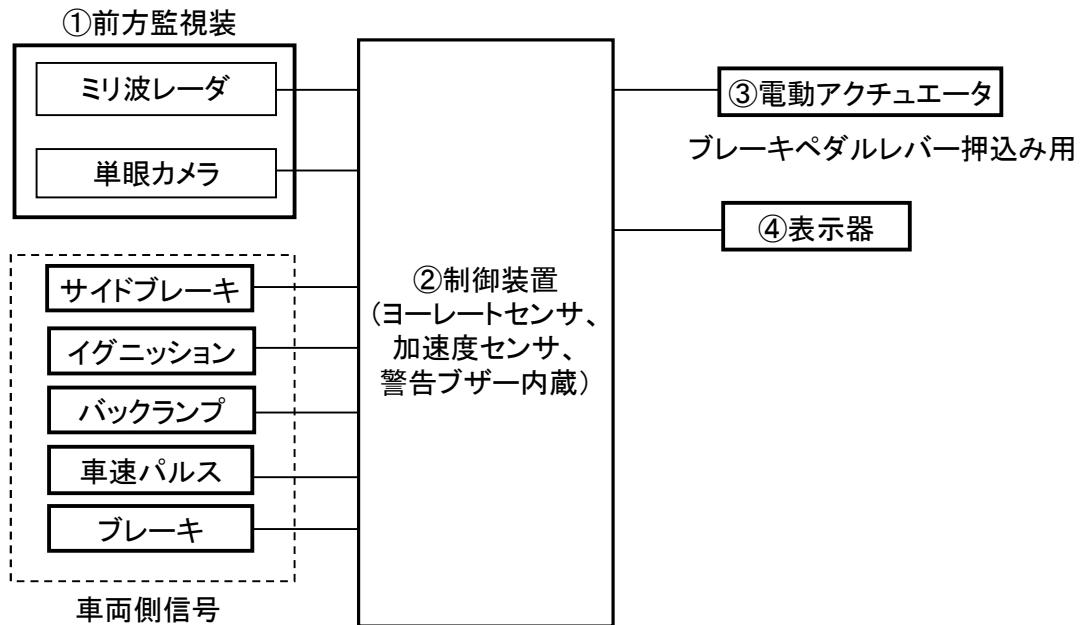 ①前方監視装
ミリ波レーダ
単眼カメラ
サイドブレーキ
イグニッション
バックランプ
車速パルス
ブレーキ
車両側信号
②制御装置
(ヨーレートセンサ、
加速度センサ、
警告ブザー内蔵)
③電動アクチュエータ
ブレーキペダルレバー押込み用
④表示器